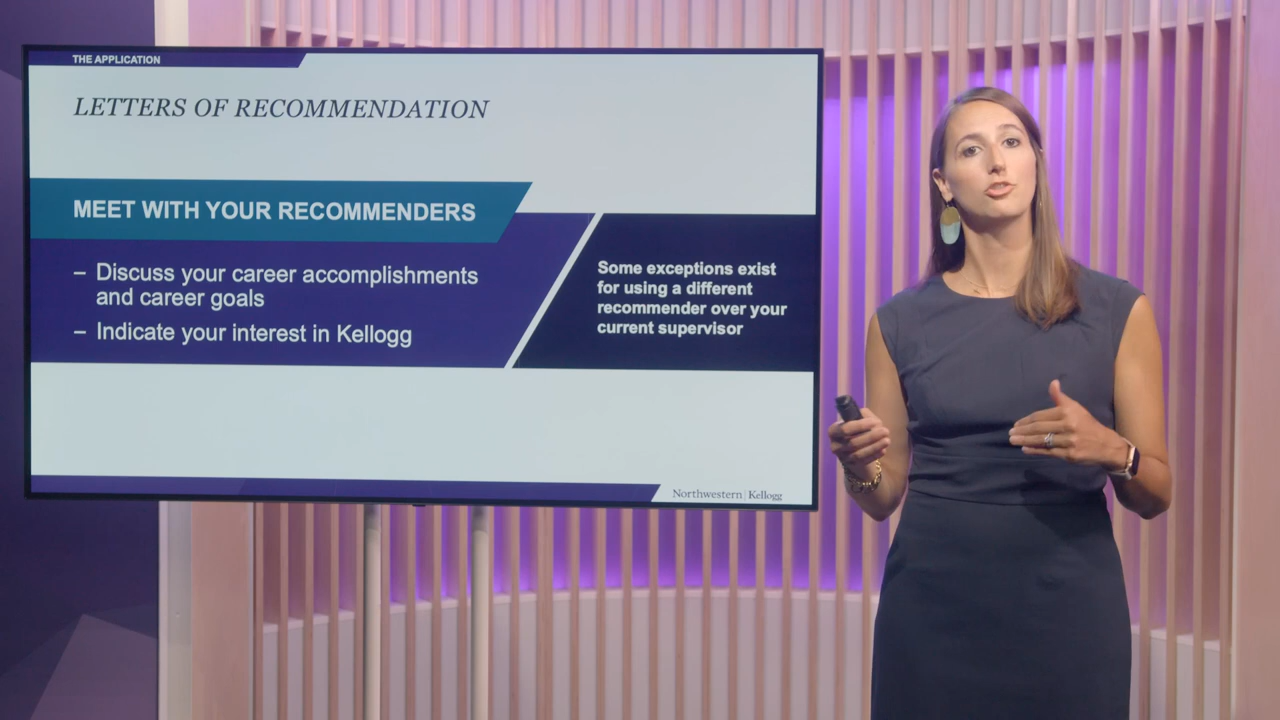 THE APPLICATION
LETTERS OF RECOMMENDATION
MEET WITH YOUR RECOMMENDERS
– Discuss your career accomplishments
and career goals
– Indicate your interest in Kellogg
Some exceptions exist
for using a different
recommender over your
current supervisor
Northwestern | Kellogg